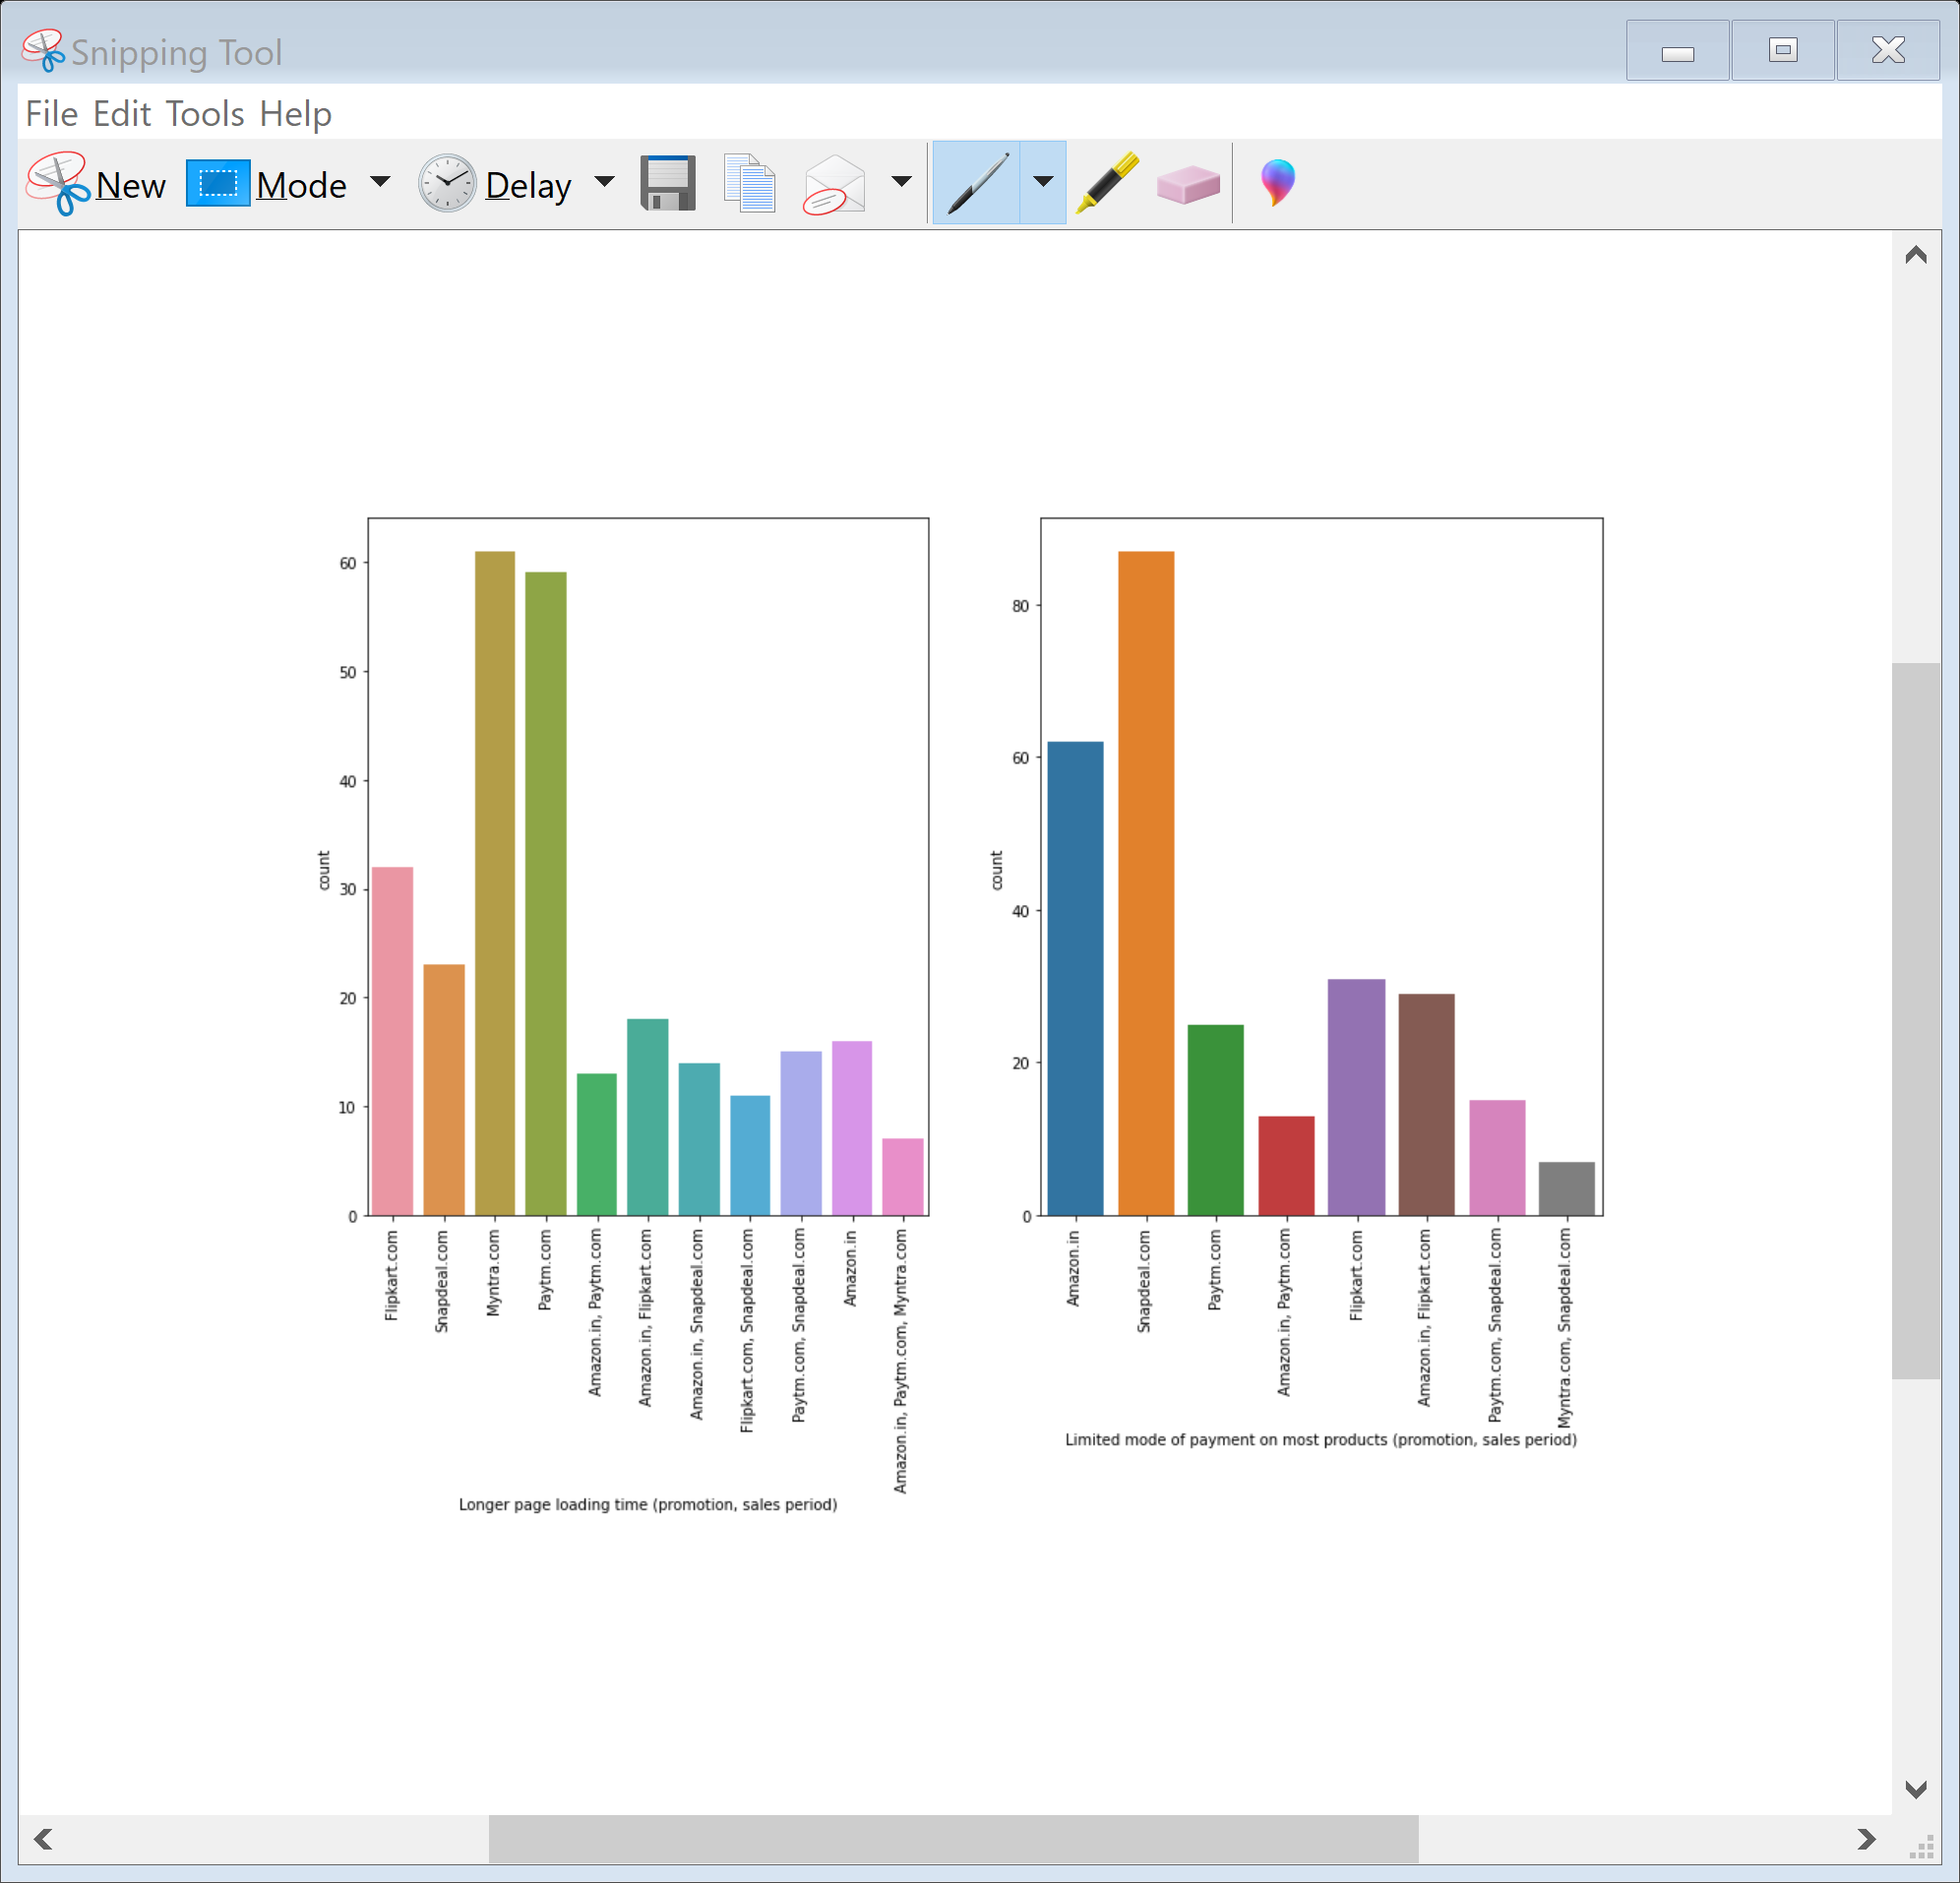 Snipping Tool
File Edit Tools Help
New Mode Delay
60
50
40
30
20
10
0
count
Flipkart.com
Snapdeal.com
Myntra.com
Paytm.com
Amazon.in, Paytm.com
Amazon.in, Flipkart.com
Amazon.in, Snapdeal.com
Flipkart.com, Snapdeal.com
Paytm.com, Snapdeal.com
Amazon.in
Amazon.in, Paytm.com, Myntra.com
Longer page loading time (promotion, sales period)
80
60
40
20
0
count
Amazon.in
Snapdeal.com
Paytm.com
Amazon.in, Paytm.com
Flipkart.com
Amazon.in, Flipkart.com
Paytm.com, Snapdeal.com
Myntra.com, Snapdeal.com
Limited mode of payment on most products (promotion, sales period)